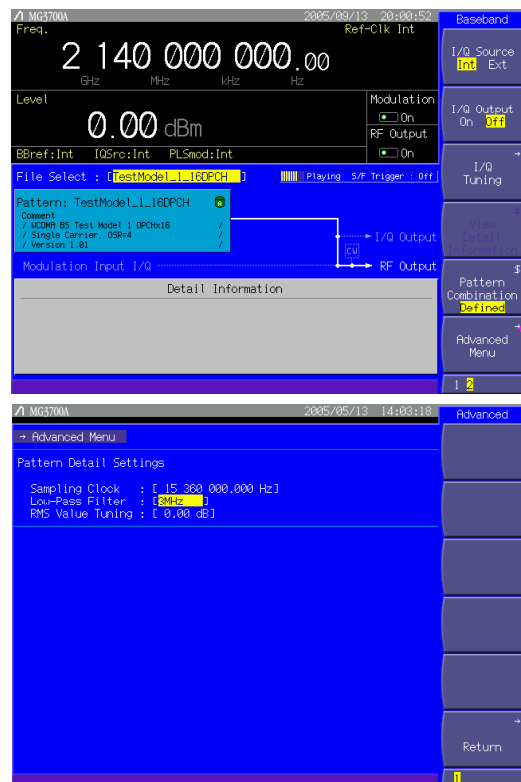 MG3700A 2005/09/13 20:00:52 Baseband
Freq. Ref-Clk Int
2 140 000 000.00
GHz MHz kHz Hz
I/Q Source
Int Ext
Level Modulation
On
0.00 dBm
RF Output
On
BBref:Int IQSrc:Int PLSmod:Int
I/Q Output
On Off
File Select : [TestModel_1_16DPCH ] Playing S/F Trigger : Off
I/Q
Tuning
Pattern: TestModel_1_16DPCH
Comment
/ WCDMA BS Test Model 1 DPCHx16 /
/ Single Carrier, OSR=4 /
/ Version 1.01 /
I/Q Output
CW
Modulation Input I/Q RF Output
View
Detail
Information
Detail Information
Pattern
Combination
Defined
$
Advanced
Menu
1 2
MG3700A 2005/05/13 14:03:18 Advanced
→ Advanced Menu
Pattern Detail Settings
Sampling Clock : [ 15 360 000.000 Hz]
Low-Pass Filter : [3MHz ]
RMS Value Tuning : [ 0.00 dB]
Return
1